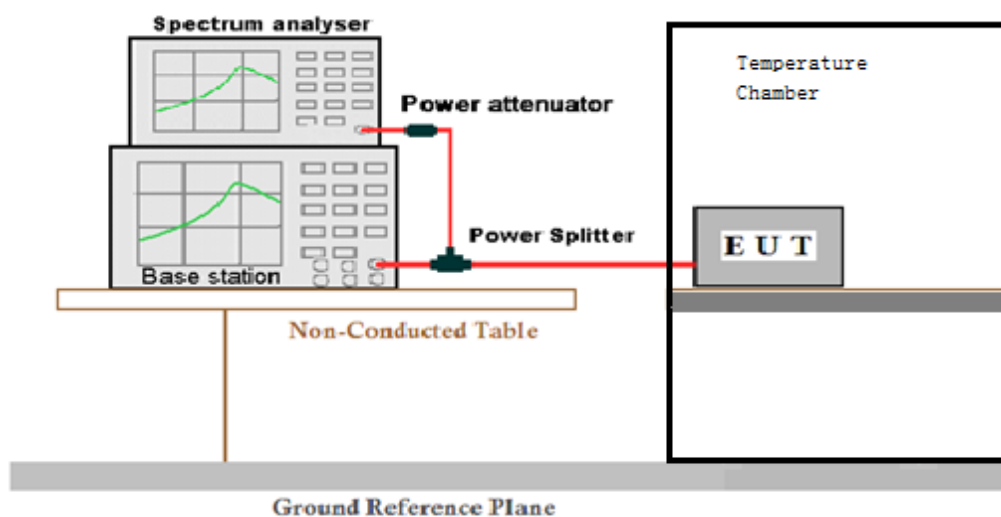 Spectrum analyser
Temperature
Chamber
Power attenuator
Power Splitter
E U T
Base station
Non-Conducted Table
Ground Reference Plane